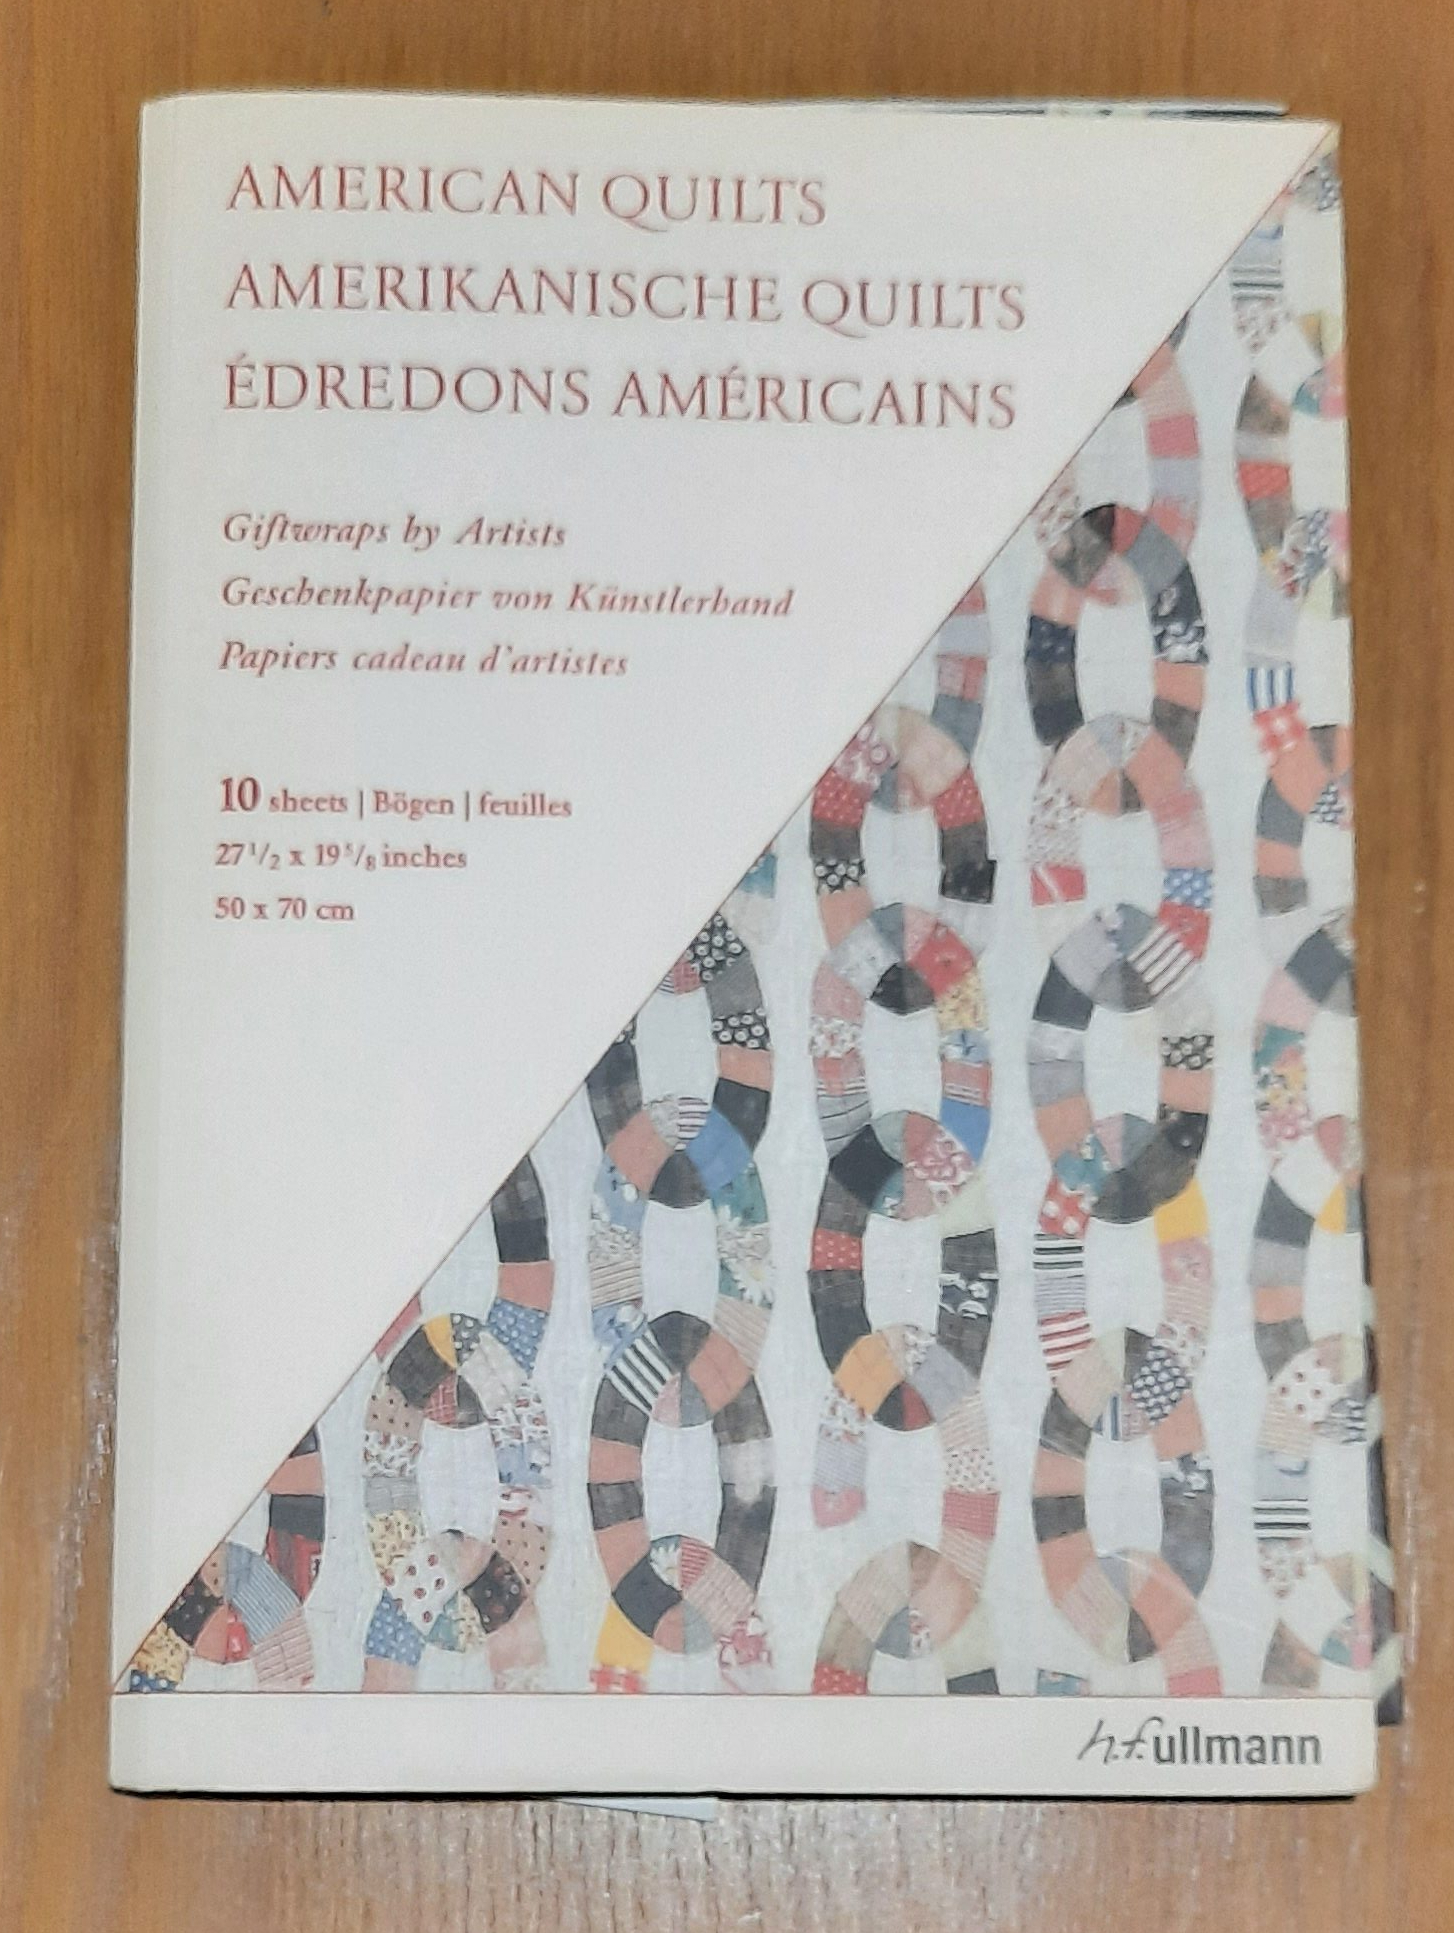 AMERICAN QUILTS
AMERIKANISCHE QUILTS
ÉDREDONS AMÉRICAINS
Giftwraps by Artists
Geschenkpapier von Künstlerhand
Papiers cadeau d'artistes
10 sheets | Bögen | feuilles
27 1/2 x 19 5/8 inches
50 x 70 cm
h.f.ullmann